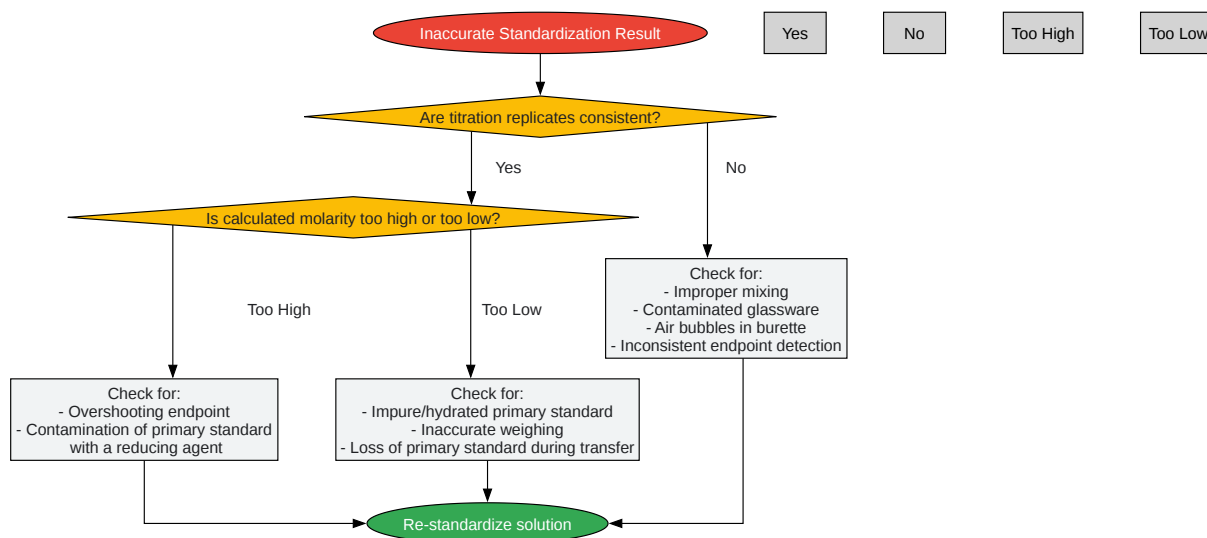 Inaccurate Standardization Result
Yes
No
Too High
Too Low
Are titration replicates consistent?
Yes
No
Is calculated molarity too high or too low?
Check for:
- Improper mixing
- Contaminated glassware
- Air bubbles in burette
- Inconsistent endpoint detection
Too High
Too Low
Check for:
- Overshooting endpoint
- Contamination of primary standard
with a reducing agent
Check for:
- Impure/hydrated primary standard
- Inaccurate weighing
- Loss of primary standard during transfer
Re-standardize solution